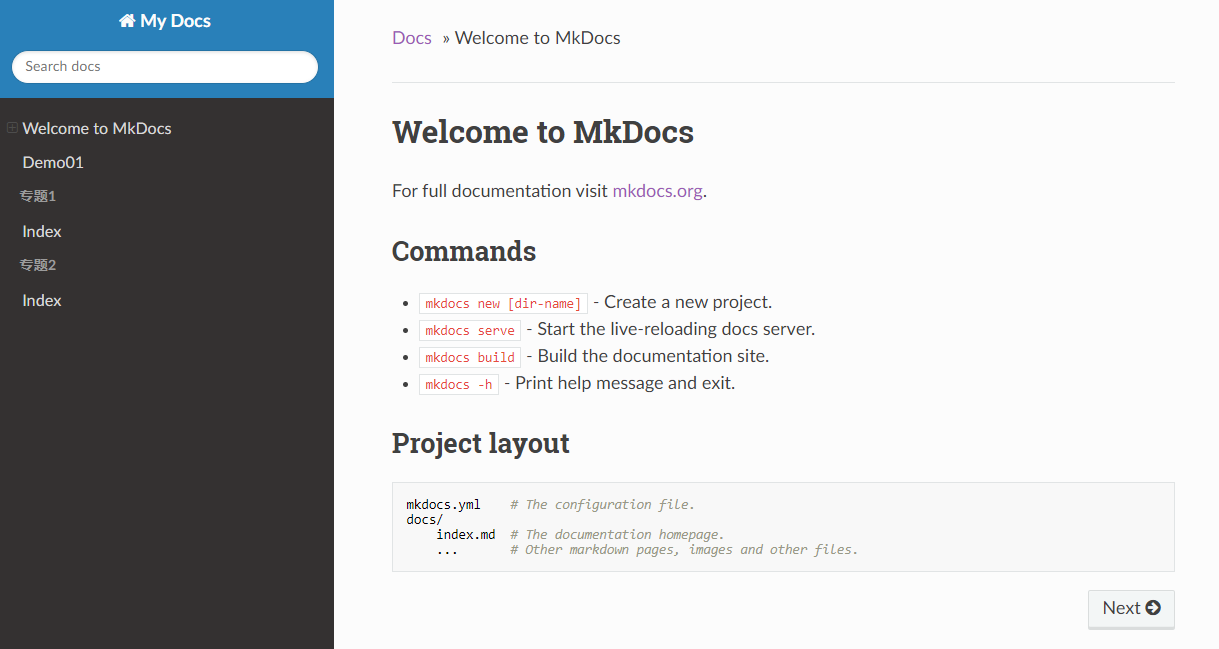 My Docs
Search docs
Welcome to MkDocs
Demo01
专题1
Index
专题2
Index
Docs » Welcome to MkDocs
Welcome to MkDocs
For full documentation visit mkdocs.org.
Commands
mkdocs new [dir-name] - Create a new project.
mkdocs serve - Start the live-reloading docs server.
mkdocs build - Build the documentation site.
mkdocs -h - Print help message and exit.
Project layout
mkdocs.yml    # The configuration file.
docs/
    index.md  # The documentation homepage.
    ...       # Other markdown pages, images and other files.
Next